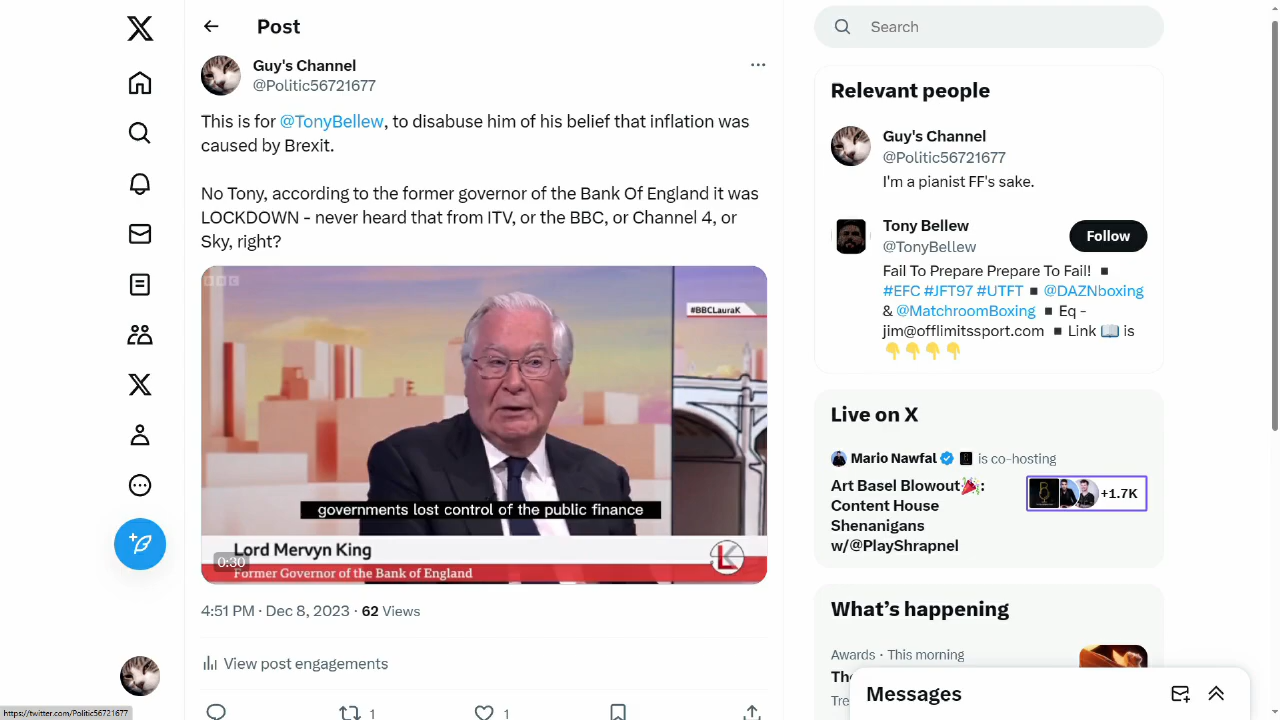 Post
Guy's Channel
@Politic56721677
This is for @TonyBellew, to disabuse him of his belief that inflation was
caused by Brexit.
No Tony, according to the former governor of the Bank Of England it was
LOCKDOWN - never heard that from ITV, or the BBC, or Channel 4, or
Sky, right?
BBC
#BBCLauraK
governments lost control of the public finance
Lord Mervyn King
0:30
Former Governor of the Bank of England
LK
4:51 PM · Dec 8, 2023 · 62 Views
View post engagements
1
1
Search
Relevant people
Guy's Channel
@Politic56721677
I'm a pianist FF's sake.
Tony Bellew
@TonyBellew
Follow
Fail To Prepare Prepare To Fail! ▪️
#EFC #JFT97 #UTFT ▪️ @DAZNboxing
& @MatchroomBoxing ▪️ Eq -
jim@offlimitssport.com ▪️ Link 📖 is
👇👇👇👇
Live on X
Mario Nawfal is co-hosting
Art Basel Blowout🎉:
Content House
Shenanigans
w/@PlayShrapnel
+1.7K
What's happening
Awards · This morning
The
Tre
Messages
https://twitter.com/Politic56721677